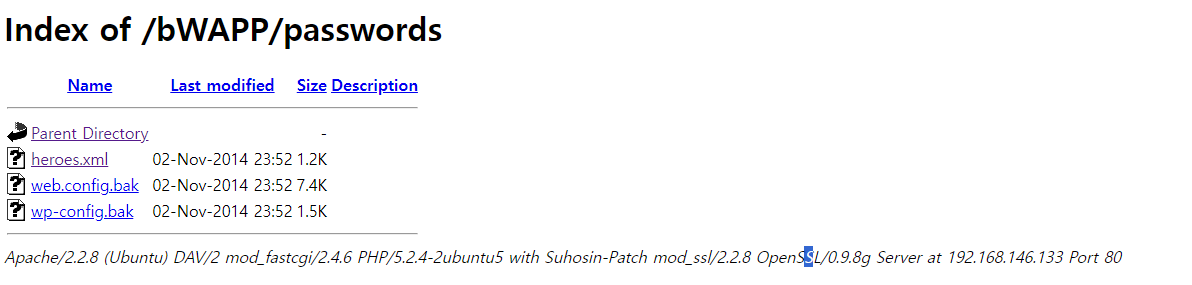 Index of /bWAPP/passwords
Name Last modified Size Description
Parent Directory -
heroes.xml 02-Nov-2014 23:52 1.2K
web.config.bak 02-Nov-2014 23:52 7.4K
wp-config.bak 02-Nov-2014 23:52 1.5K
Apache/2.2.8 (Ubuntu) DAV/2 mod_fastcgi/2.4.6 PHP/5.2.4-2ubuntu5 with Suhosin-Patch mod_ssl/2.2.8 OpenSSL/0.9.8g Server at 192.168.146.133 Port 80